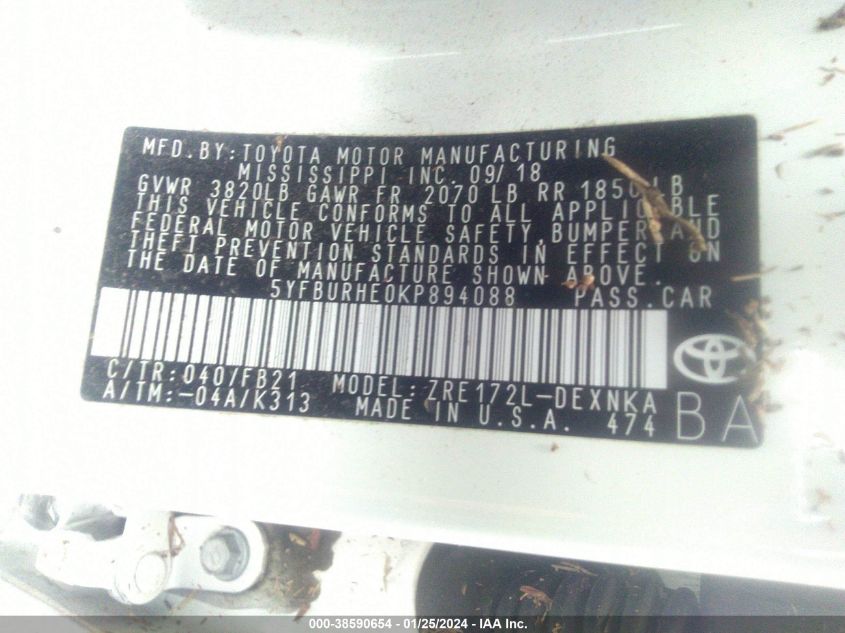 MFD.BY:TOYOTA MOTOR MANUFACTURING
MISSISSIPPI INC. 09/18
GVWR 3820LB GAWR FR 2070 LB RR 1850 LB
THIS VEHICLE CONFORMS TO ALL APPLICABLE
FEDERAL MOTOR VEHICLE SAFETY, BUMPER AND
THEFT PREVENTION STANDARDS IN EFFECT ON
THE DATE OF MANUFACTURE SHOWN ABOVE.
5YFBURHE0KP894088 PASS.CAR
C/TR:040/FB21 MODEL: ZRE172L-DEXNKA
A/TM:-04A/K313 MADE IN U.S.A. 474 BA
000-38590654 - 01/25/2024 - IAA Inc.